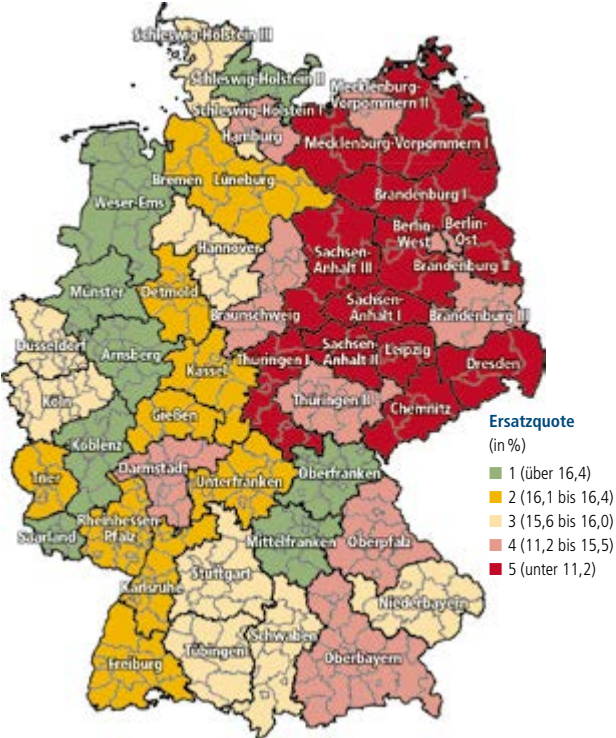 Schleswig-Holstein III
Schleswig-Holstein II
Mecklenburg-
Vorpommern II
Schleswig-Holstein I
Hamburg
Mecklenburg-Vorpommern I
Bremen
Lüneburg
Brandenburg I
Weser-Ems
Berlin-
West
Berlin-
Ost
Hannover
Sachsen-
Anhalt III
Brandenburg II
Münster
Detmold
Braunschweig
Sachsen-
Anhalt I
Brandenburg III
Düsseldorf
Arnsberg
Kassel
Thüringen I
Sachsen-
Anhalt II
Leipzig
Dresden
Köln
Gießen
Thüringen II
Chemnitz
Koblenz
Darmstadt
Trier
Unterfranken
Oberfranken
Saarland
Rheinhessen-
Pfalz
Mittelfranken
Oberpfalz
Karlsruhe
Stuttgart
Niederbayern
Freiburg
Tübingen
Schwaben
Oberbayern
Ersatzquote
(in %)
1 (über 16,4)
2 (16,1 bis 16,4)
3 (15,6 bis 16,0)
4 (11,2 bis 15,5)
5 (unter 11,2)